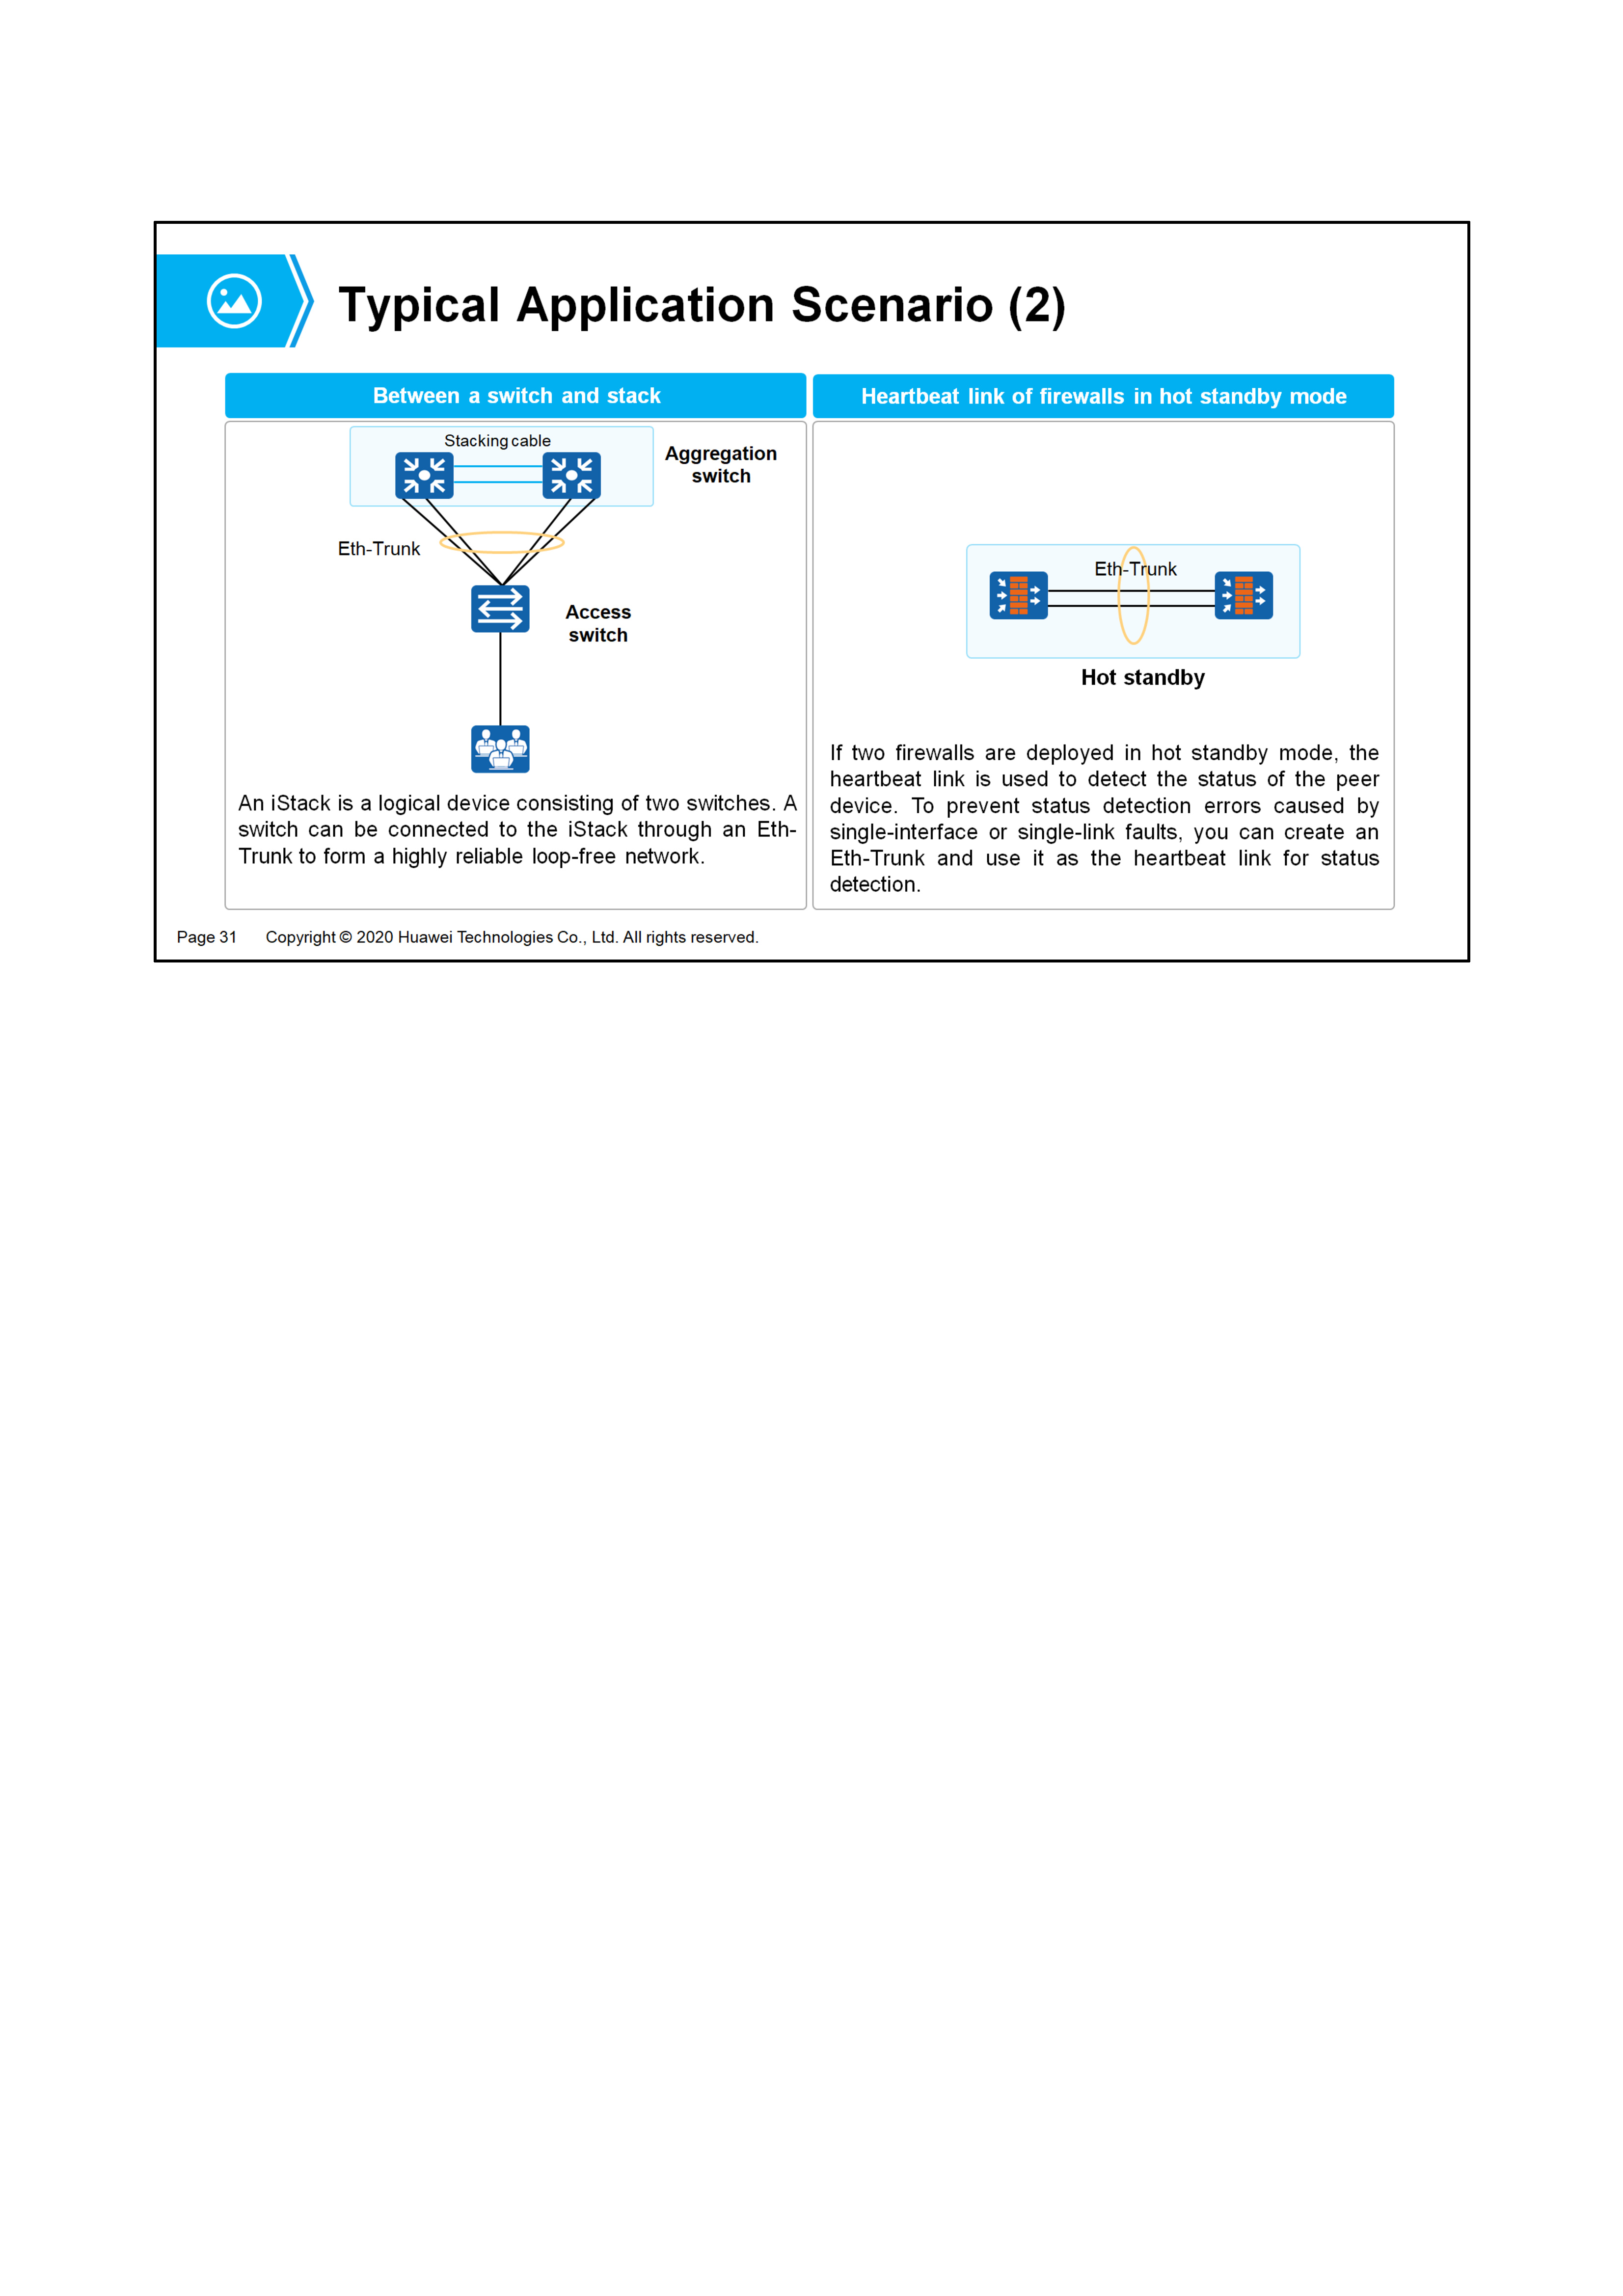 Typical Application Scenario (2)
Between a switch and stack
Stacking cable
Aggregation
switch
Eth-Trunk
Access
switch
An iStack is a logical device consisting of two switches. A
switch can be connected to the iStack through an Eth-
Trunk to form a highly reliable loop-free network.
Heartbeat link of firewalls in hot standby mode
Eth-Trunk
Hot standby
If two firewalls are deployed in hot standby mode, the
heartbeat link is used to detect the status of the peer
device. To prevent status detection errors caused by
single-interface or single-link faults, you can create an
Eth-Trunk and use it as the heartbeat link for status
detection.
Page 31 Copyright © 2020 Huawei Technologies Co., Ltd. All rights reserved.